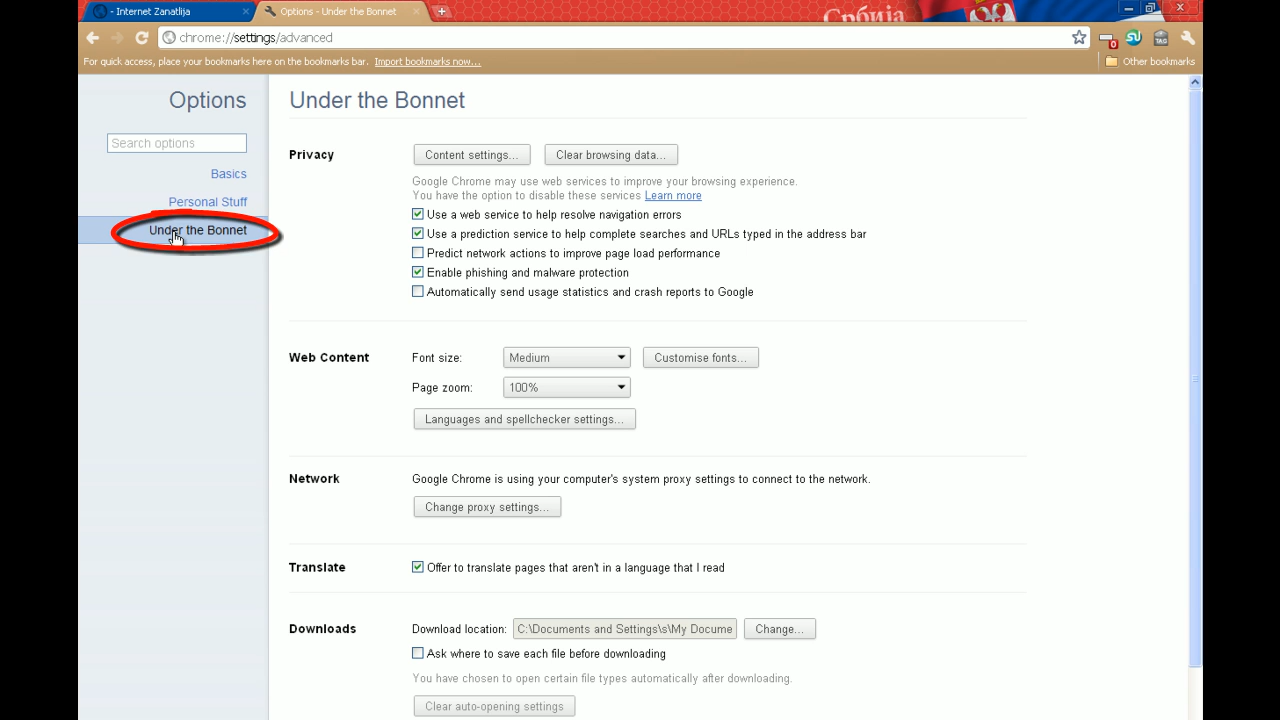 - Internet Zanatlija
Options - Under the Bonnet
Србија
chrome://settings/advanced
0
TAG
For quick access, place your bookmarks here on the bookmarks bar. Import bookmarks now...
Other bookmarks
Options
Search options
Basics
Personal Stuff
Under the Bonnet
Under the Bonnet
Privacy
Content settings...
Clear browsing data...
Google Chrome may use web services to improve your browsing experience.
You have the option to disable these services Learn more
Use a web service to help resolve navigation errors
Use a prediction service to help complete searches and URLs typed in the address bar
Predict network actions to improve page load performance
Enable phishing and malware protection
Automatically send usage statistics and crash reports to Google
Web Content
Font size: Medium
Customise fonts...
Page zoom: 100%
Languages and spellchecker settings...
Network
Google Chrome is using your computer's system proxy settings to connect to the network.
Change proxy settings...
Translate
Offer to translate pages that aren't in a language that I read
Downloads
Download location: C:\Documents and Settings\s\My Docume
Change...
Ask where to save each file before downloading
You have chosen to open certain file types automatically after downloading.
Clear auto-opening settings